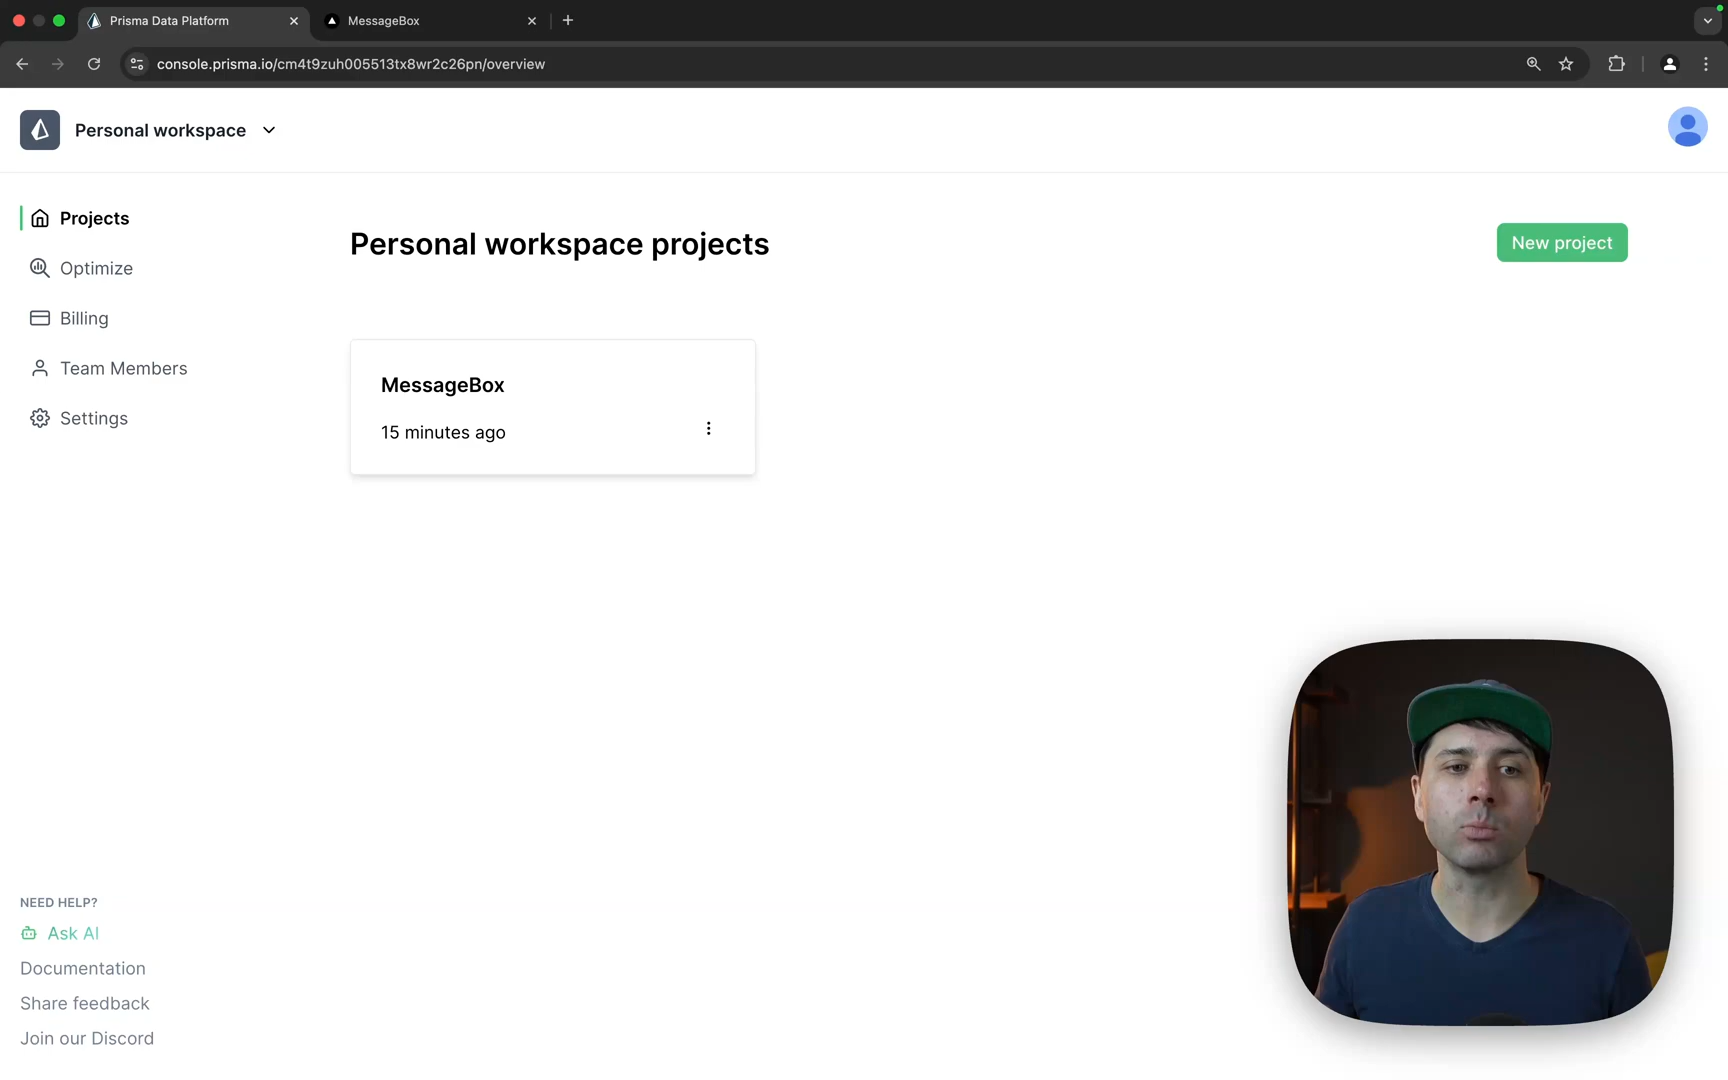 Prisma Data Platform
MessageBox
console.prisma.io/cm4t9zuh005513tx8wr2c26pn/overview
Personal workspace
Projects
Optimize
Billing
Team Members
Settings
Personal workspace projects
New project
MessageBox
15 minutes ago
NEED HELP?
Ask AI
Documentation
Share feedback
Join our Discord